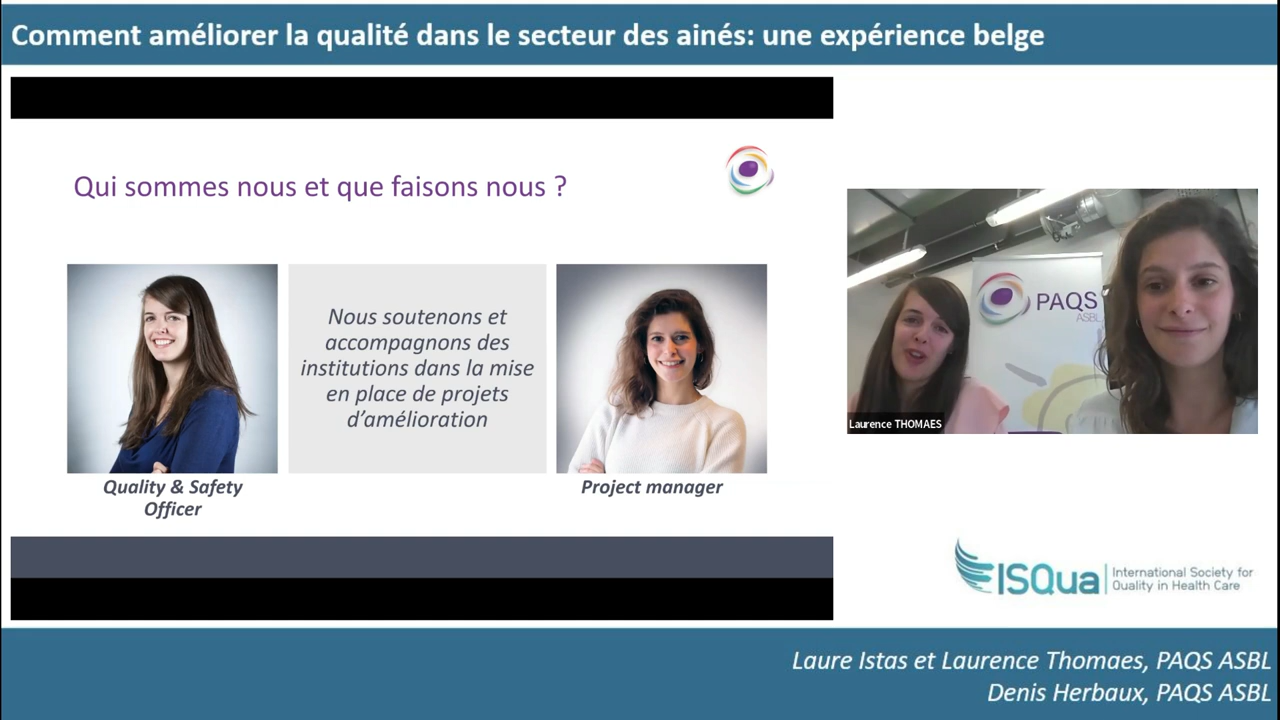 Comment améliorer la qualité dans le secteur des ainés: une expérience belge
Qui sommes nous et que faisons nous ?
Nous soutenons et
accompagnons des
institutions dans la mise
en place de projets
d'amélioration
Quality & Safety
Officer
Project manager
PAQS
ASBL
Laurence THOMAES
ISQua
International Society for
Quality in Health Care
Laure Istas et Laurence Thomaes, PAQS ASBL
Denis Herbaux, PAQS ASBL